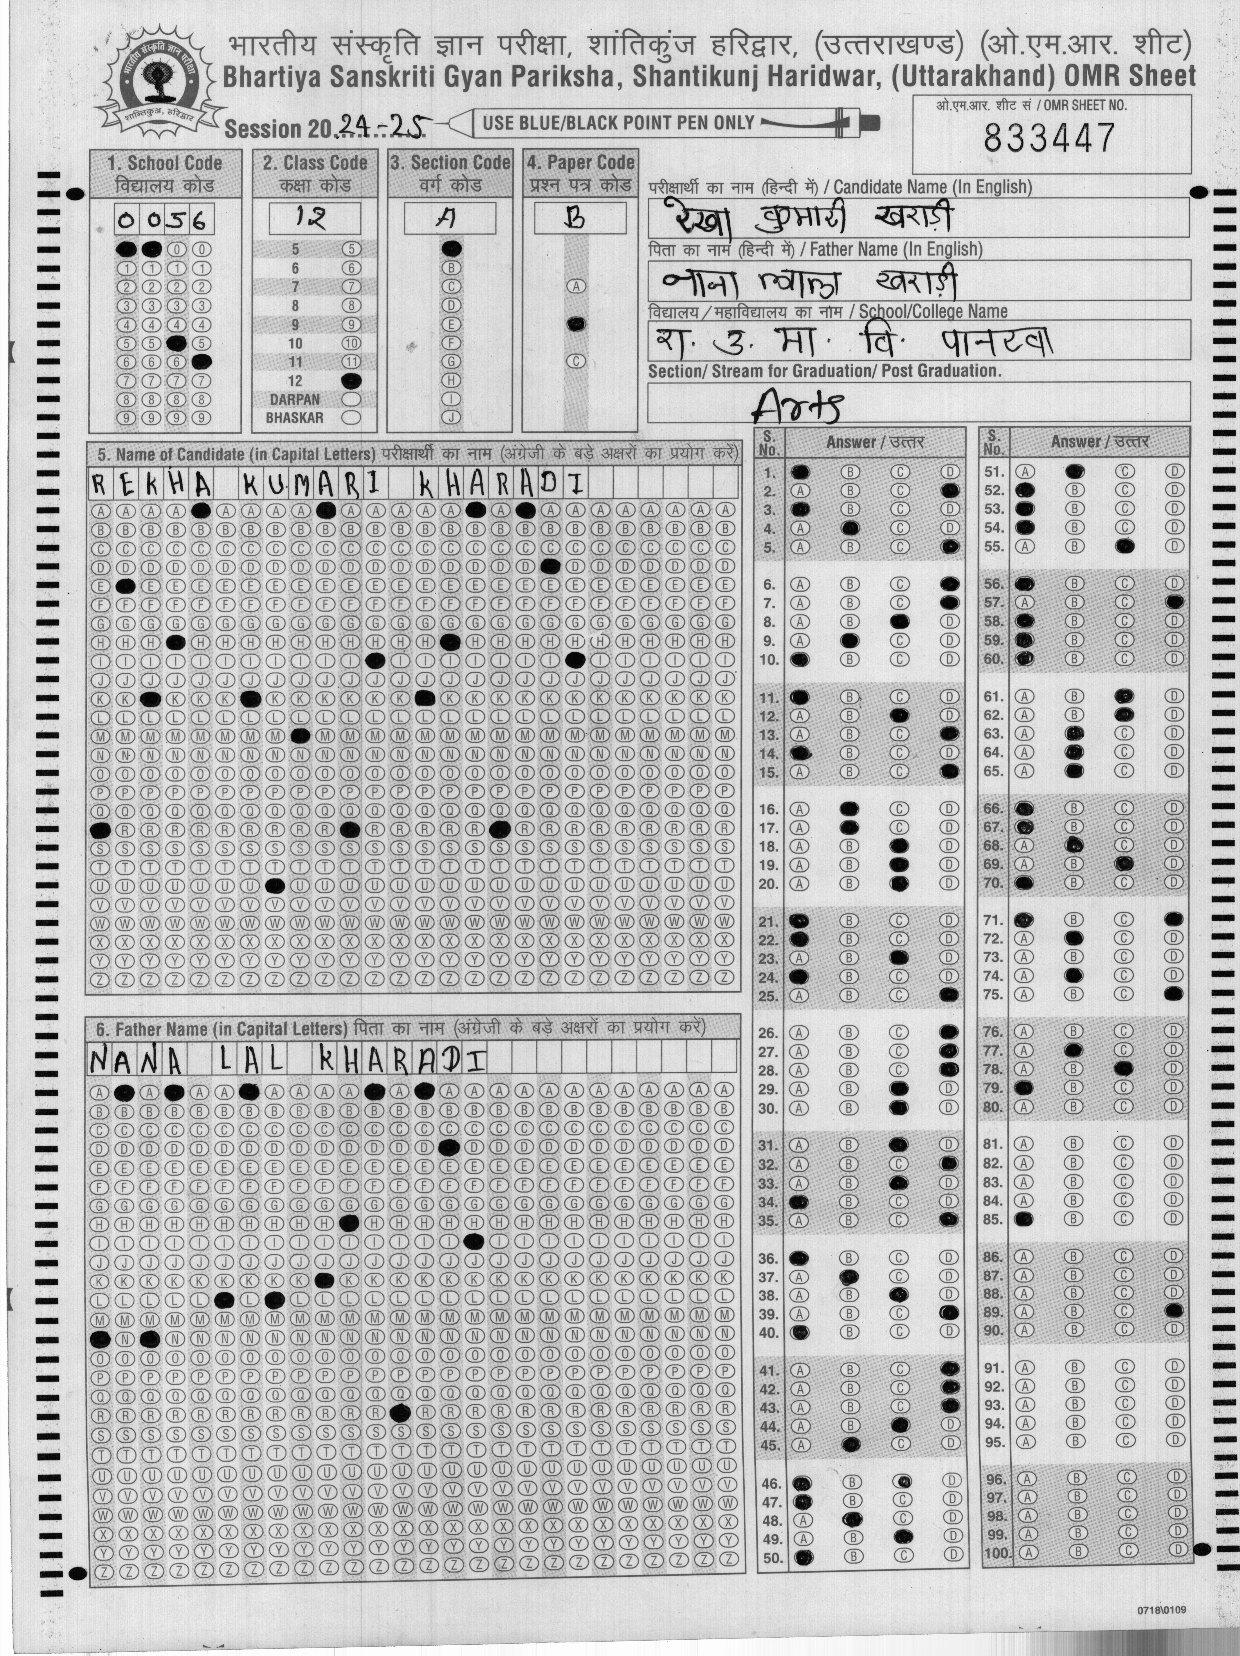 भारतीय संस्कृति ज्ञान परीक्षा, शांतिकुंज हरिद्वार, (उत्तराखण्ड) (ओ.एम.आर. शीट)
Bhartiya Sanskriti Gyan Pariksha, Shantikunj Haridwar, (Uttarakhand) OMR Sheet
Session 2024-25
USE BLUE/BLACK POINT PEN ONLY
ओ.एम.आर. शीट सं / OMR SHEET NO.
833447
1. School Code
विद्यालय कोड
0056
2. Class Code
कक्षा कोड
12
5
6
7
8
9
10
11
12
DARPAN
BHASKAR
3. Section Code
वर्ग कोड
A
4. Paper Code
प्रश्न पत्र कोड
B
परीक्षार्थी का नाम (हिन्दी में) / Candidate Name (In English)
रेखा कुमारी खराड़ी
पिता का नाम (हिन्दी में) / Father Name (In English)
नाना लाल खराड़ी
विद्यालय/महाविद्यालय का नाम / School/College Name
रा. उ. मा. वि. पानरवा
Section/ Stream for Graduation/ Post Graduation.
Arts
5. Name of Candidate (in Capital Letters) परीक्षार्थी का नाम (अंग्रेजी के बड़े अक्षरों का प्रयोग करें)
REKHA KUMARI KHARADI
6. Father Name (in Capital Letters) पिता का नाम (अंग्रेजी के बड़े अक्षरों का प्रयोग करें)
NANA LAL KHARADI
S. No. Answer / उत्तर
S. No. Answer / उत्तर
0718\0109